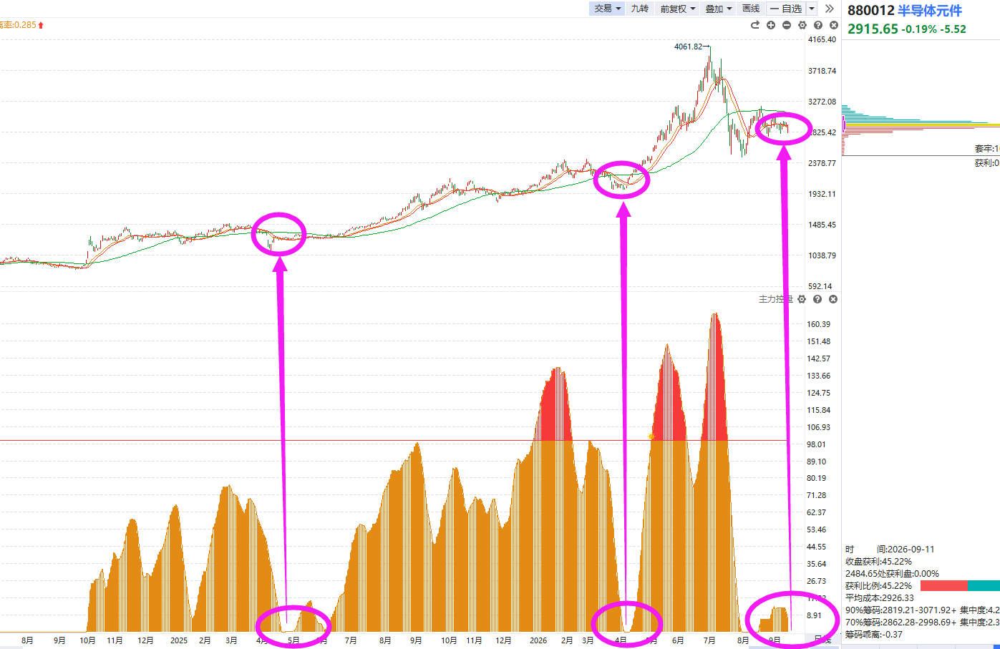 交易 九转 前复权 叠加 画线 一 自选
880012 半导体元件
2915.65 -0.19% -5.52
离率:0.285
4061.82
4165.40
3718.74
3272.08
2825.42
2378.77
1932.11
1485.45
1038.79
592.14
套牢:1
获利:0
主力控盘
160.39
151.48
142.57
133.66
124.75
115.84
106.93
98.01
89.10
80.19
71.28
62.37
53.46
44.55
35.64
26.73
8.91
8月 9月 10月 11月 12月 2025 2月 3月 4月 5月 6月 7月 8月 9月 10月 11月 12月 2026 2月 3月 4月 5月 6月 7月 8月 9月 日线
时 间:2026-09-11
收盘获利:45.22%
2484.65处获利盘:0.00%
获利比例:45.22%
平均成本:2926.33
90%筹码:2819.21-3071.92+ 集中度:4.2
70%筹码:2862.28-2998.69+ 集中度:2.3
筹码乖离:-0.37